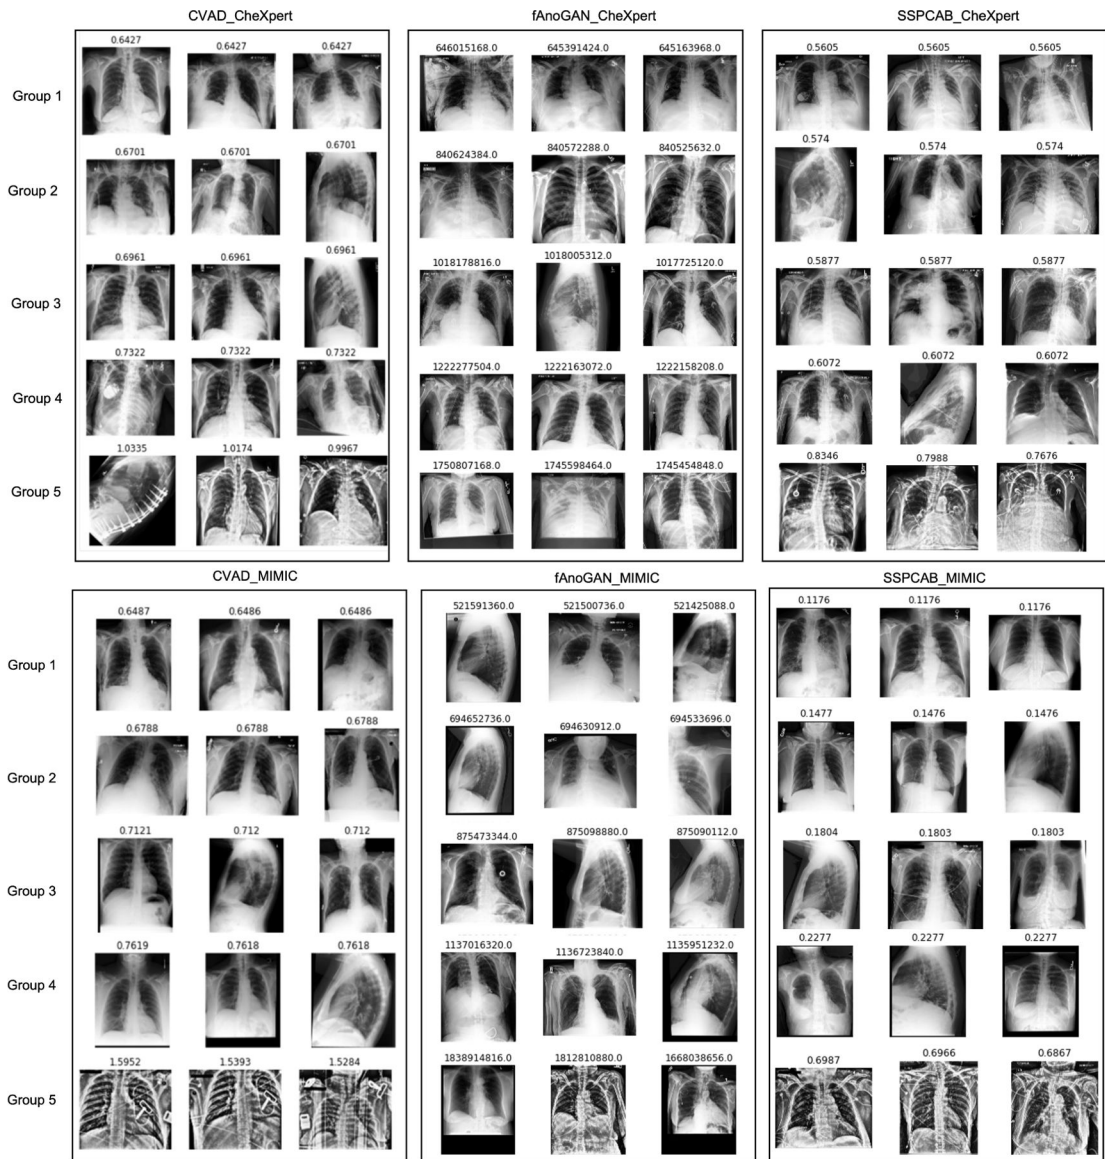 CVAD_CheXpert fAnoGAN_CheXpert SSPCAB_CheXpert
Group 1
0.6427 0.6427 0.6427 646015168.0 645391424.0 645163968.0 0.5605 0.5605 0.5605
Group 2
0.6701 0.6701 0.6701 840624384.0 840572288.0 840525632.0 0.574 0.574 0.574
Group 3
0.6961 0.6961 0.6961 1018178816.0 1018005312.0 1017725120.0 0.5877 0.5877 0.5877
Group 4
0.7322 0.7322 0.7322 1222277504.0 1222163072.0 1222158208.0 0.6072 0.6072 0.6072
Group 5
1.0335 1.0174 0.9967 1750807168.0 1745598464.0 1745454848.0 0.8346 0.7988 0.7676
CVAD_MIMIC fAnoGAN_MIMIC SSPCAB_MIMIC
Group 1
0.6487 0.6486 0.6486 521591360.0 521500736.0 521425088.0 0.1176 0.1176 0.1176
Group 2
0.6788 0.6788 0.6788 694652736.0 694630912.0 694533696.0 0.1477 0.1476 0.1476
Group 3
0.7121 0.712 0.712 875473344.0 875098880.0 875090112.0 0.1804 0.1803 0.1803
Group 4
0.7619 0.7618 0.7618 1137016320.0 1136723840.0 1135951232.0 0.2277 0.2277 0.2277
Group 5
1.5952 1.5393 1.5284 1838914816.0 1812810880.0 1668038656.0 0.6987 0.6966 0.6867